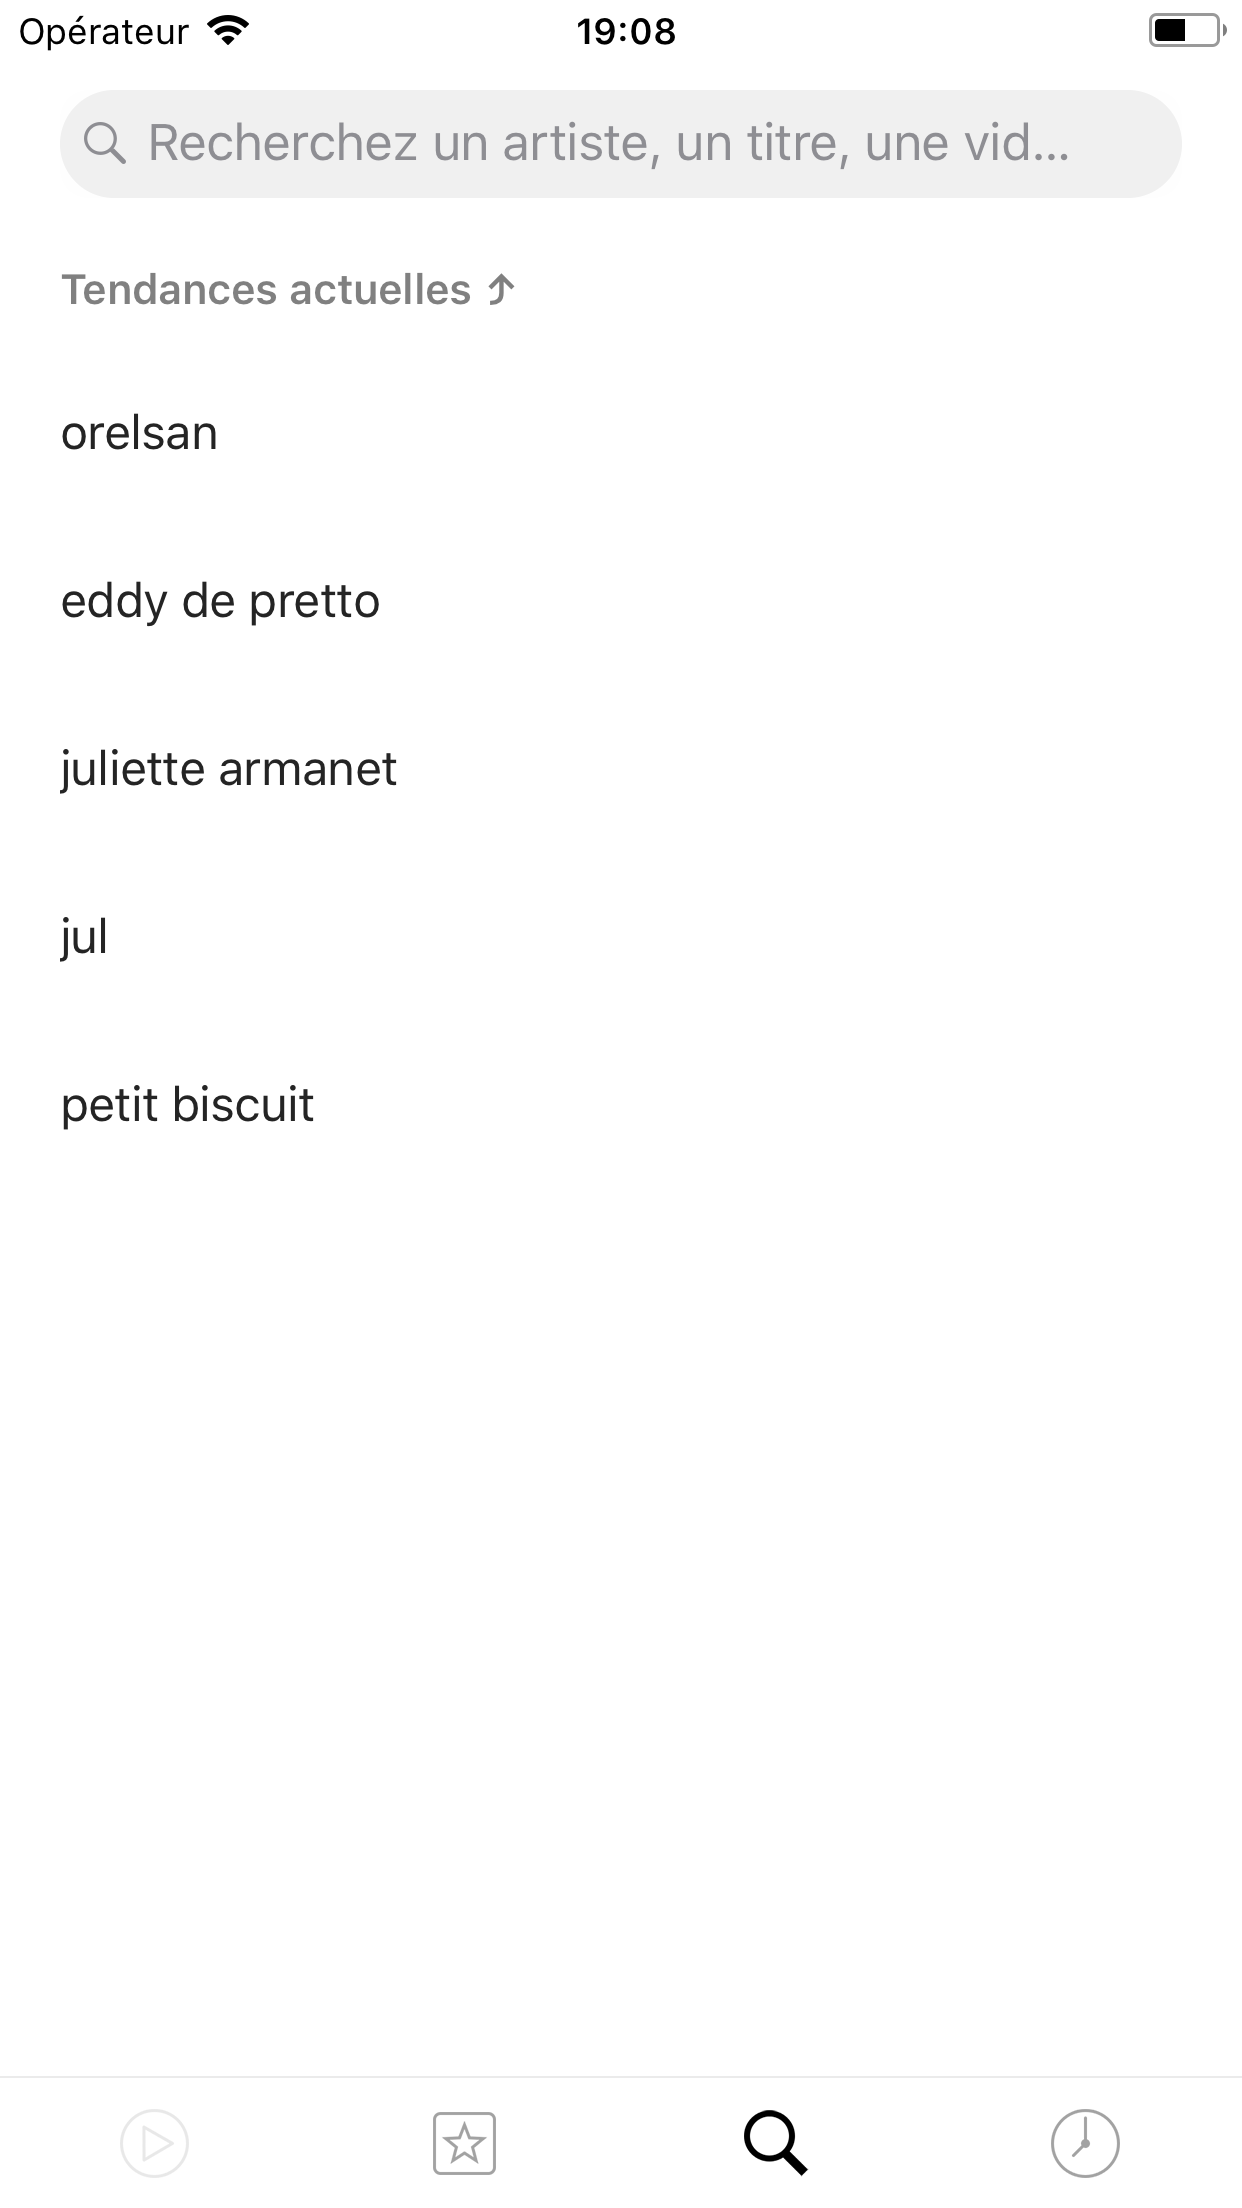 Opérateur 19:08
Recherchez un artiste, un titre, une vid...
Tendances actuelles ⤴
orelsan
eddy de pretto
juliette armanet
jul
petit biscuit